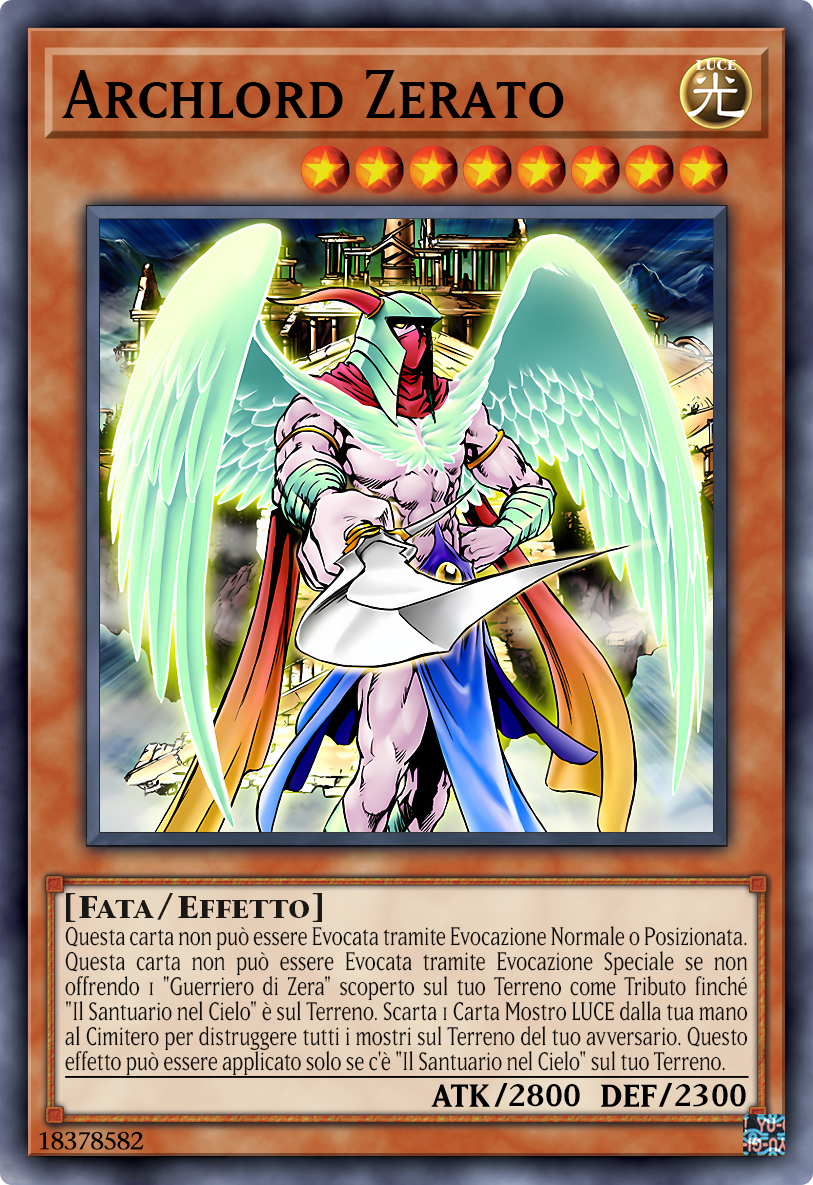 Archlord Zerato
LUCE
光
[Fata/Effetto]
Questa carta non può essere Evocata tramite Evocazione Normale o Posizionata.
Questa carta non può essere Evocata tramite Evocazione Speciale se non
offrendo 1 "Guerriero di Zera" scoperto sul tuo Terreno come Tributo finché
"Il Santuario nel Cielo" è sul Terreno. Scarta 1 Carta Mostro LUCE dalla tua mano
al Cimitero per distruggere tutti i mostri sul Terreno del tuo avversario. Questo
effetto può essere applicato solo se c'è "Il Santuario nel Cielo" sul tuo Terreno.
ATK/2800 DEF/2300
18378582